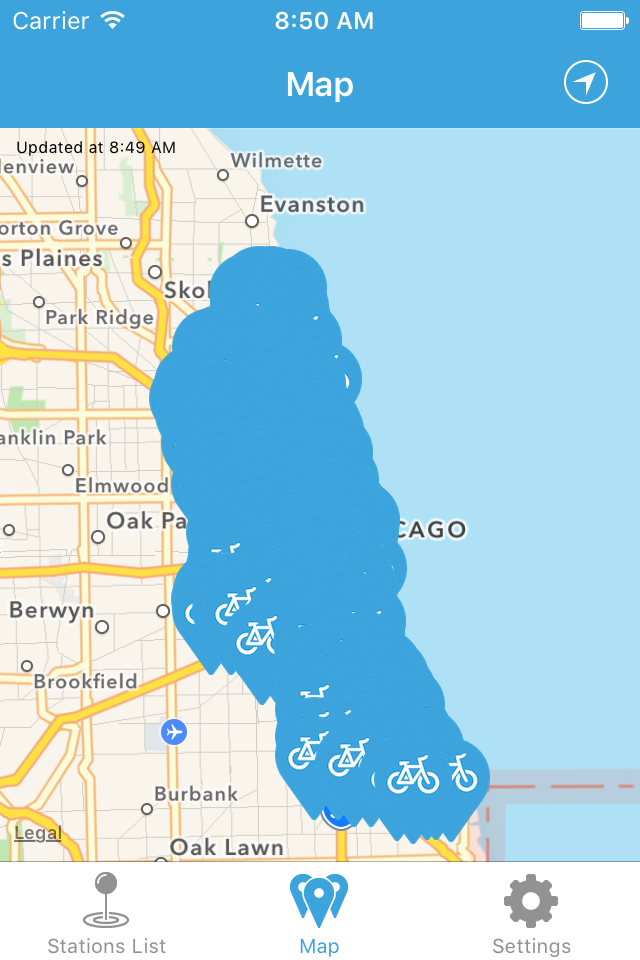 Carrier 8:50 AM
Map
Updated at 8:49 AM
Wilmette
lenview
Evanston
orton Grove
s Plaines
Skol
Park Ridge
anklin Park
Elmwood
Oak Pa
CAGO
Berwyn
Brookfield
Burbank
Legal
Oak Lawn
Stations List Map Settings